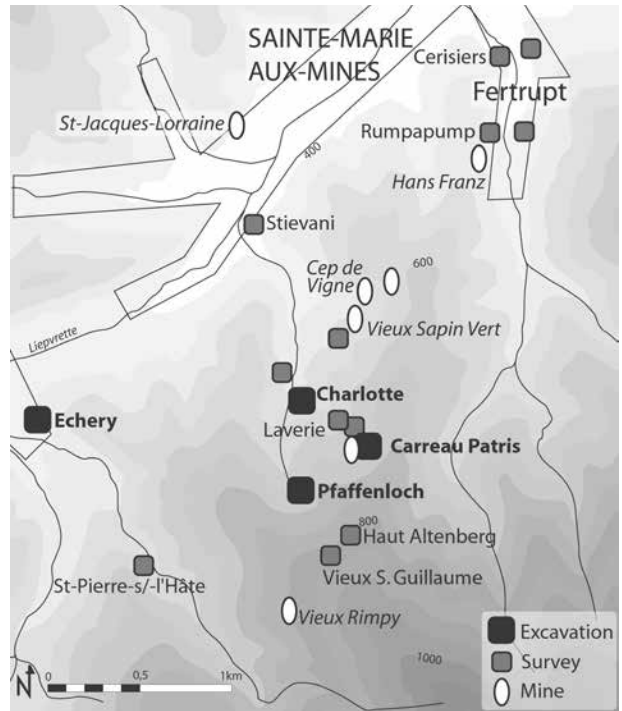 SAINTE-MARIE
AUX-MINES
Cerisiers
Fertrupt
St-Jacques-Lorraine
Rumpapump
400
Hans Franz
Stievani
Cep de
Vigne
600
Vieux Sapin Vert
Liepvrette
Charlotte
Echery
Laverie
Carreau Patris
Pfaffenloch
800
Haut Altenberg
Vieux S. Guillaume
St-Pierre-s/-l'Hâte
Vieux Rimpy
1000
Excavation
Survey
Mine
N
0 0,5 1km